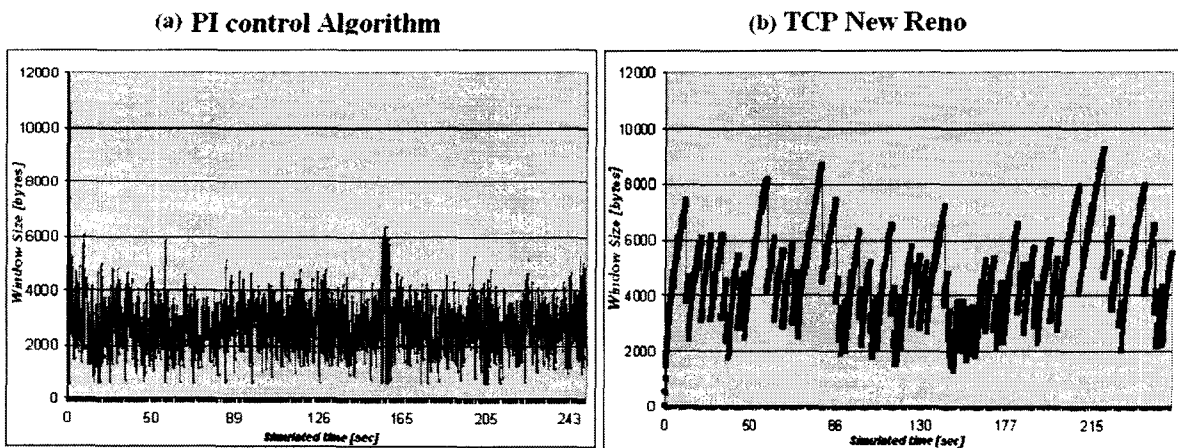 (a) PI control Algorithm
Window Size [bytes]
12000
10000
8000
6000
4000
2000
0
0 50 89 126 165 205 243
Simulated time [sec]
(b) TCP New Reno
Window Size [bytes]
12000
10000
8000
6000
4000
2000
0
0 50 86 130 177 215
Simulated time [sec]